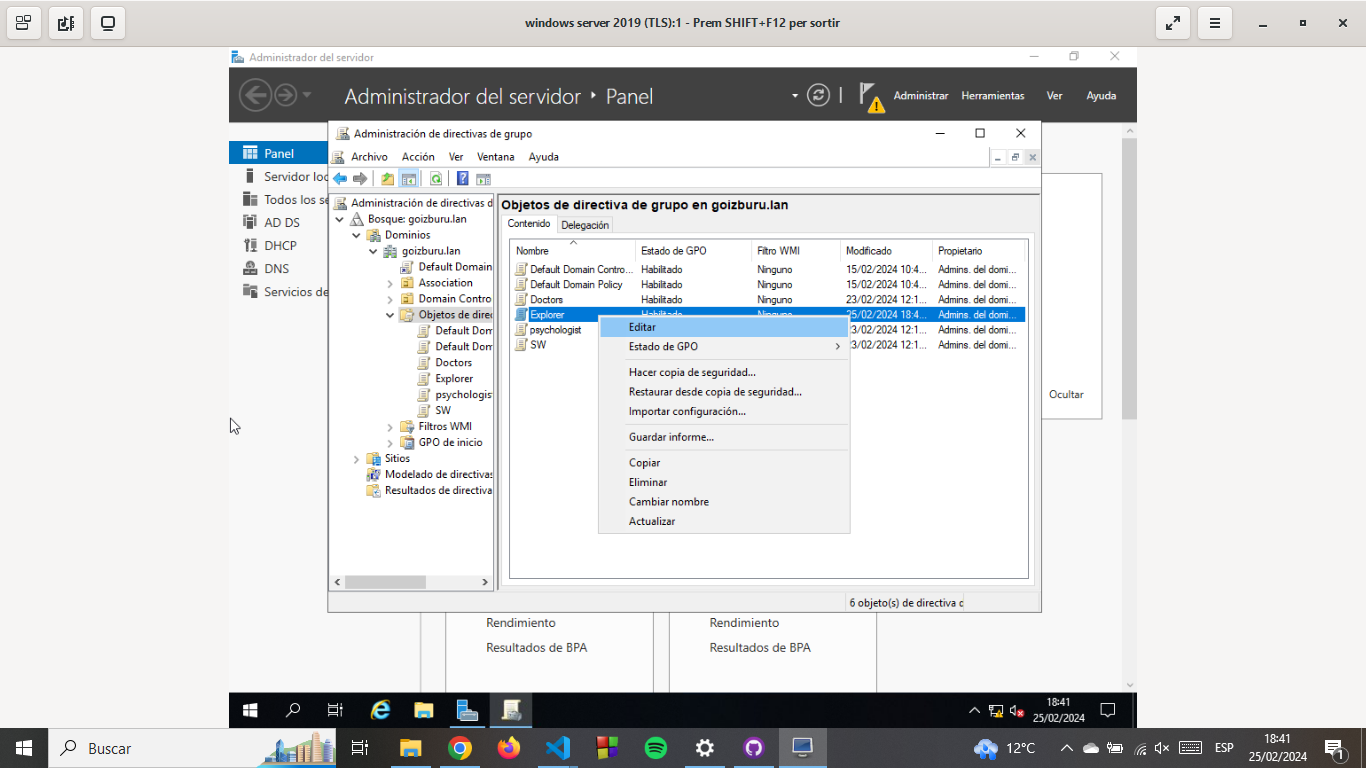 windows server 2019 (TLS):1 - Prem SHIFT+F12 per sortir
Administrador del servidor
Administrador del servidor ‣ Panel
Administrar Herramientas Ver Ayuda
Panel
Servidor loc
Todos los se
AD DS
DHCP
DNS
Servicios de
Administración de directivas de grupo
Archivo Acción Ver Ventana Ayuda
Administración de directivas d
Bosque: goizburu.lan
Dominios
goizburu.lan
Default Domain
Association
Domain Contro
Objetos de direc
Default Dom
Default Dom
Doctors
Explorer
psychologis
SW
Filtros WMI
GPO de inicio
Sitios
Modelado de directivas
Resultados de directiva
Objetos de directiva de grupo en goizburu.lan
Contenido Delegación
Nombre Estado de GPO Filtro WMI Modificado Propietario
Default Domain Contro... Habilitado Ninguno 15/02/2024 10:4... Admins. del domi...
Default Domain Policy Habilitado Ninguno 15/02/2024 10:4... Admins. del domi...
Doctors Habilitado Ninguno 23/02/2024 12:1... Admins. del domi...
Explorer Habilitado Ninguno 25/02/2024 18:4... Admins. del domi...
psychologist 23/02/2024 12:1... Admins. del domi...
SW 23/02/2024 12:1... Admins. del domi...
Editar
Estado de GPO
Hacer copia de seguridad...
Restaurar desde copia de seguridad...
Importar configuración...
Guardar informe...
Copiar
Eliminar
Cambiar nombre
Actualizar
6 objeto(s) de directiva d
Ocultar
Rendimiento
Resultados de BPA
Rendimiento
Resultados de BPA
18:41
25/02/2024
Buscar
12°C
ESP
18:41
25/02/2024
1